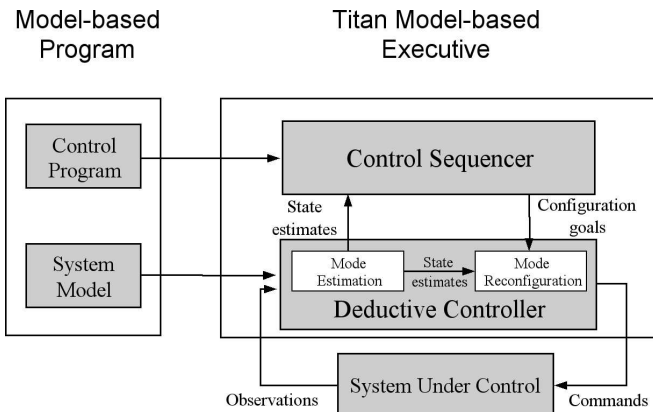 Model-based
Program
Titan Model-based
Executive
Control
Program
Control Sequencer
State
estimates
Configuration
goals
System
Model
Mode
Estimation
State
estimates
Mode
Reconfiguration
Deductive Controller
Observations
System Under Control
Commands